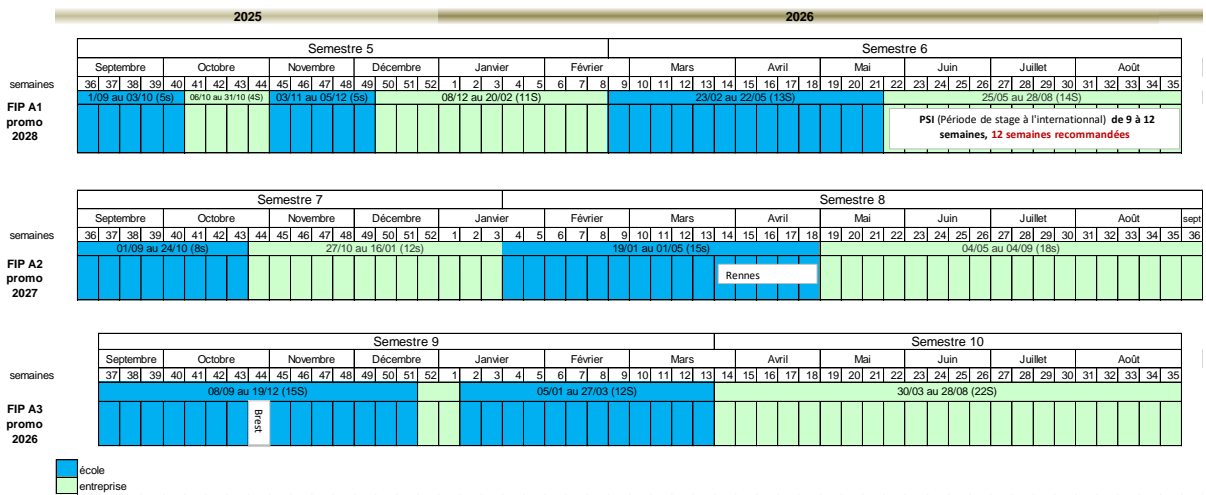 2025 2026
Semestre 5 Semestre 6
Septembre Octobre Novembre Décembre Janvier Février Mars Avril Mai Juin Juillet Août
semaines 36 37 38 39 40 41 42 43 44 45 46 47 48 49 50 51 52 1 2 3 4 5 6 7 8 9 10 11 12 13 14 15 16 17 18 19 20 21 22 23 24 25 26 27 28 29 30 31 32 33 34 35
1/09 au 03/10 (5s) 06/10 au 31/10 (4S) 03/11 au 05/12 (5s) 08/12 au 20/02 (11S) 23/02 au 22/05 (13S) 25/05 au 28/08 (14S)
FIP A1
promo
2028
PSI (Période de stage à l'internationnal) de 9 à 12
semaines, 12 semaines recommandées
Semestre 7 Semestre 8
Septembre Octobre Novembre Décembre Janvier Février Mars Avril Mai Juin Juillet Août sept
semaines 36 37 38 39 40 41 42 43 44 45 46 47 48 49 50 51 52 1 2 3 4 5 6 7 8 9 10 11 12 13 14 15 16 17 18 19 20 21 22 23 24 25 26 27 28 29 30 31 32 33 34 35 36
01/09 au 24/10 (8s) 27/10 au 16/01 (12s) 19/01 au 01/05 (15s) 04/05 au 04/09 (18s)
FIP A2
promo
2027
Rennes
Semestre 9 Semestre 10
Septembre Octobre Novembre Décembre Janvier Février Mars Avril Mai Juin Juillet Août
semaines 37 38 39 40 41 42 43 44 45 46 47 48 49 50 51 52 1 2 3 4 5 6 7 8 9 10 11 12 13 14 15 16 17 18 19 20 21 22 23 24 25 26 27 28 29 30 31 32 33 34 35
08/09 au 19/12 (15S) 05/01 au 27/03 (12S) 30/03 au 28/08 (22S)
FIP A3
promo
2026
Brest
école
entreprise